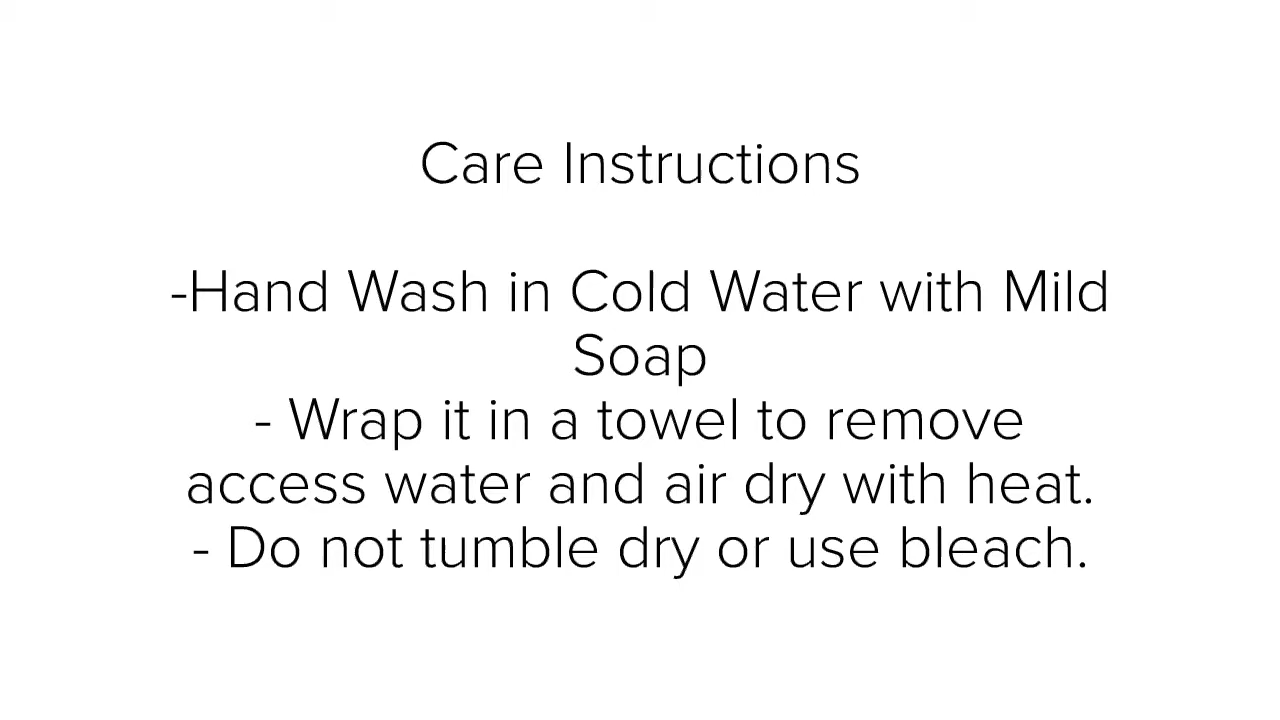 Care Instructions
-Hand Wash in Cold Water with Mild
Soap
- Wrap it in a towel to remove
access water and air dry with heat.
- Do not tumble dry or use bleach.